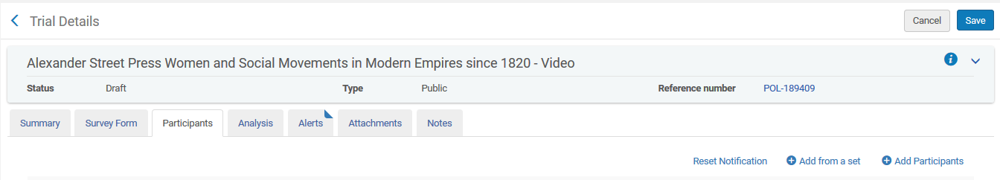 Trial Details
Cancel
Save
Alexander Street Press Women and Social Movements in Modern Empires since 1820 - Video
Status Draft Type Public Reference number POL-189409
Summary Survey Form Participants Analysis Alerts Attachments Notes
Reset Notification Add from a set Add Participants